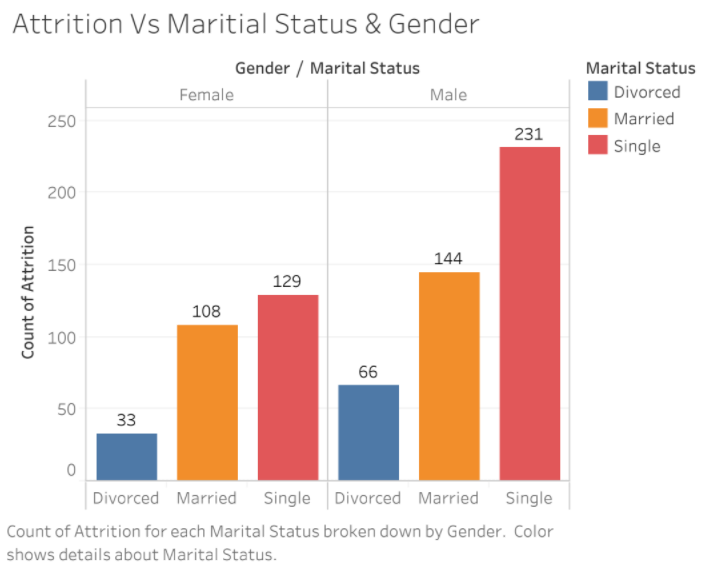 Attrition Vs Maritial Status & Gender
Gender / Marital Status
Female
Male
Marital Status
Divorced
Married
Single
Count of Attrition
250
200
150
100
50
0
33
108
129
66
144
231
Divorced Married Single Divorced Married Single
Count of Attrition for each Marital Status broken down by Gender. Color
shows details about Marital Status.